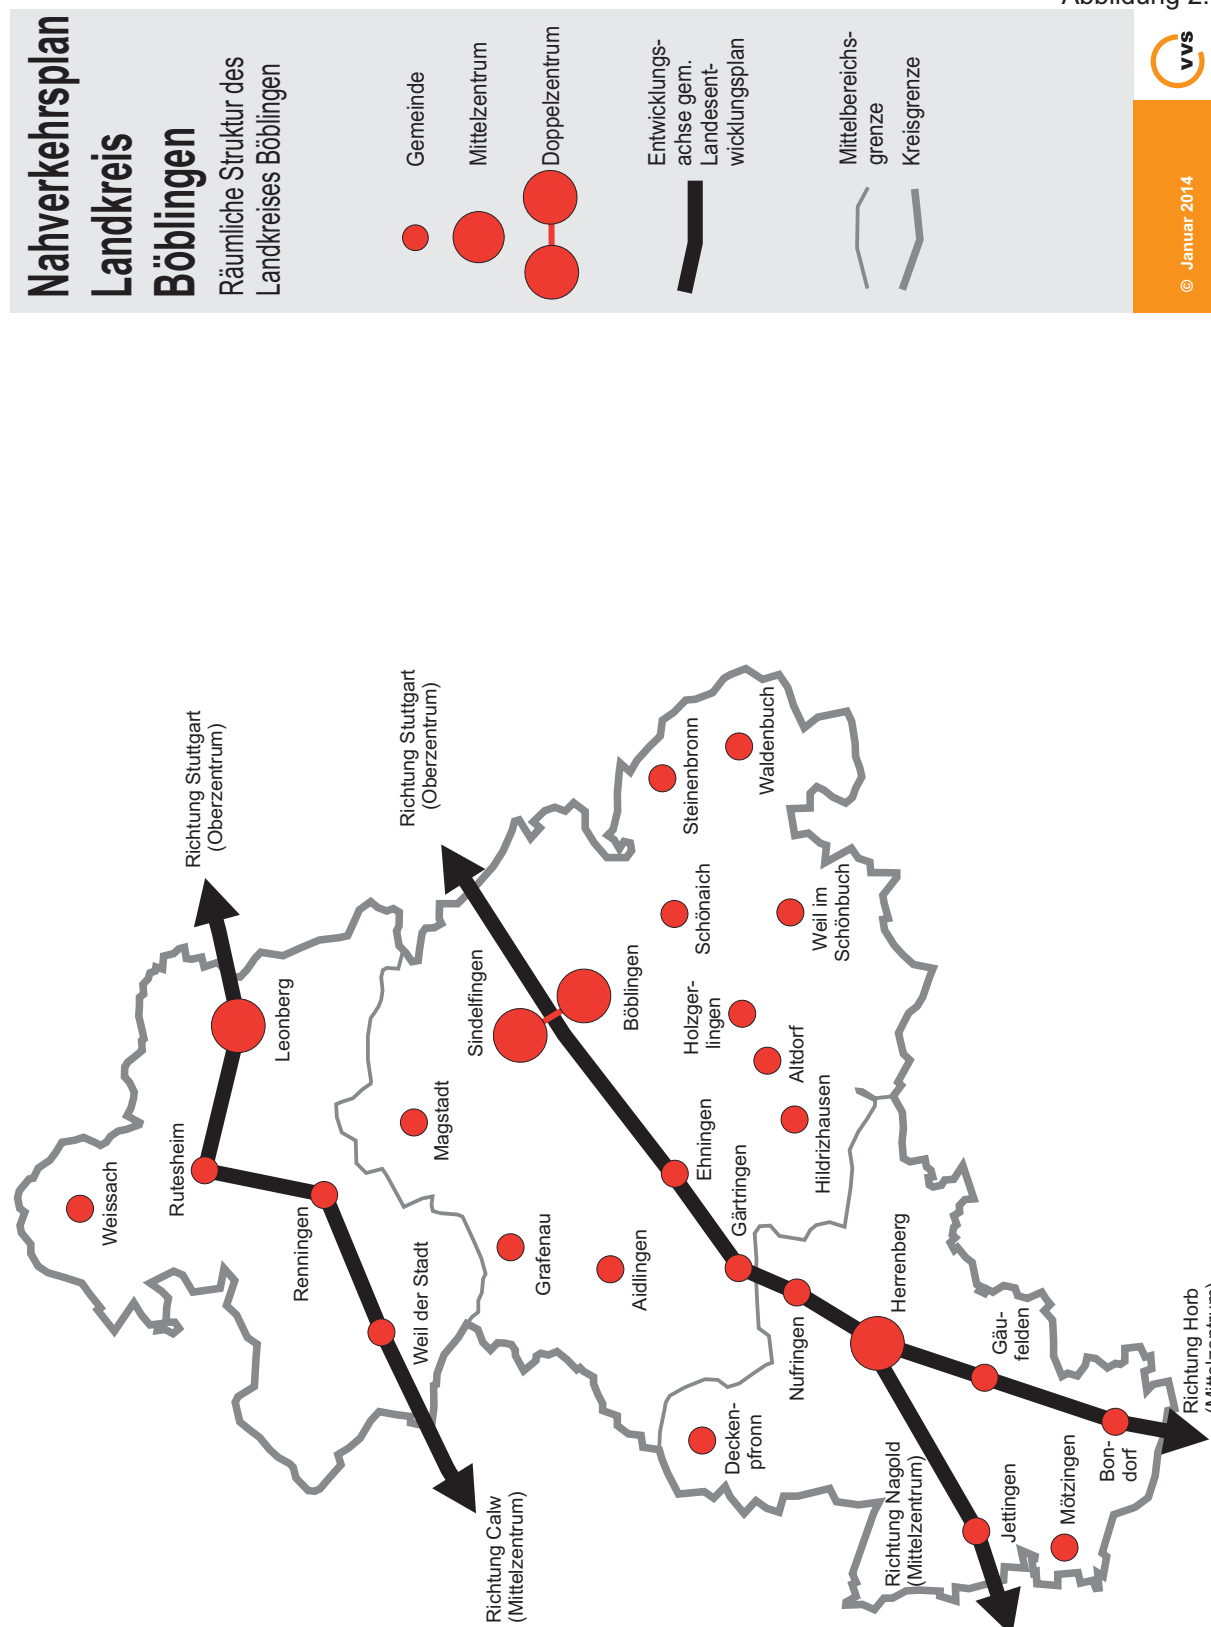 Abbildung 2.
Nahverkehrsplan
Landkreis
Böblingen
Räumliche Struktur des
Landkreises Böblingen
Gemeinde
Mittelzentrum
Doppelzentrum
Entwicklungs-
achse gem.
Landesent-
wicklungsplan
Mittelbereichs-
grenze
Kreisgrenze
vvs
© Januar 2014
Richtung Stuttgart
(Oberzentrum)
Richtung Stuttgart
(Oberzentrum)
Weissach
Rutesheim
Leonberg
Renningen
Weil der Stadt
Richtung Calw
(Mittelzentrum)
Magstadt
Sindelfingen
Böblingen
Grafenau
Aidlingen
Ehningen
Gärtringen
Schönaich
Steinenbronn
Waldenbuch
Holzger-
lingen
Altdorf
Weil im
Schönbuch
Hildrizhausen
Nufringen
Herrenberg
Decken-
pfronn
Gäu-
felden
Richtung Nagold
(Mittelzentrum)
Jettingen
Mötzingen
Bon-
dorf
Richtung Horb
(Mittelzentrum)